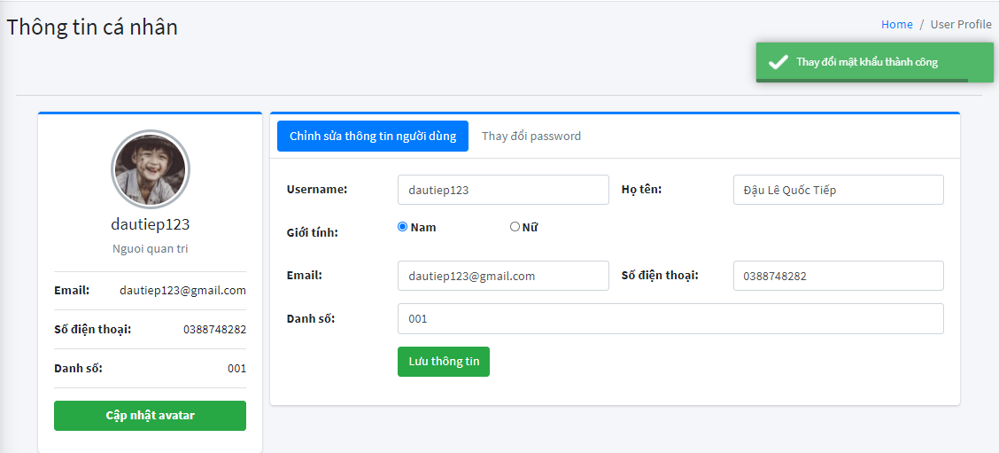 Thông tin cá nhân
Home / User Profile
Thay đổi mật khẩu thành công
dautiep123
Nguoi quan tri
Email: dautiep123@gmail.com
Số điện thoại: 0388748282
Danh số: 001
Cập nhật avatar
Chỉnh sửa thông tin người dùng Thay đổi password
Username: dautiep123 Họ tên: Đậu Lê Quốc Tiếp
Giới tính: Nam Nữ
Email: dautiep123@gmail.com Số điện thoại: 0388748282
Danh số: 001
Lưu thông tin